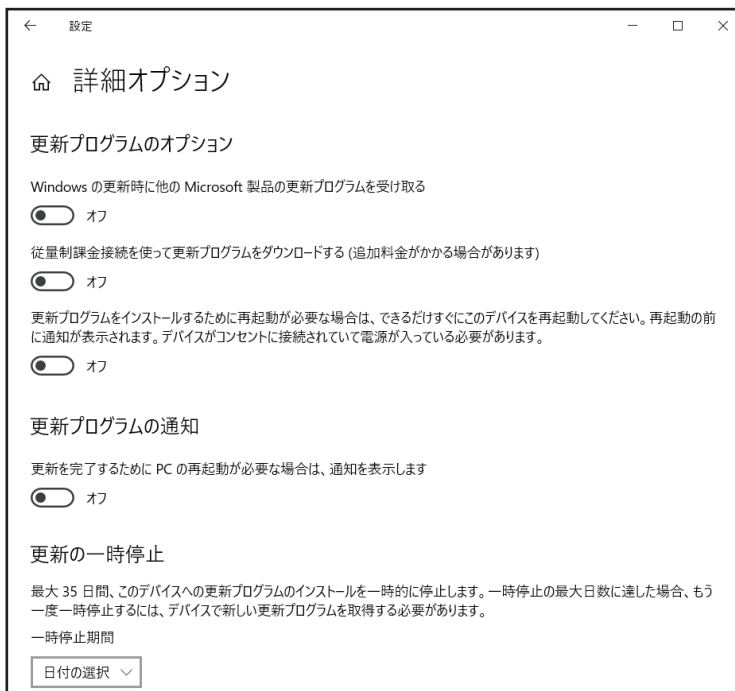 設定
詳細オプション
更新プログラムのオプション
Windows の更新時に他の Microsoft 製品の更新プログラムを受け取る
オフ
従量制課金接続を使って更新プログラムをダウンロードする (追加料金がかかる場合があります)
オフ
更新プログラムをインストールするために再起動が必要な場合は、できるだけすぐにこのデバイスを再起動してください。再起動の前
に通知が表示されます。デバイスがコンセントに接続されていて電源が入っている必要があります。
オフ
更新プログラムの通知
更新を完了するために PC の再起動が必要な場合は、通知を表示します
オフ
更新の一時停止
最大 35 日間、このデバイスへの更新プログラムのインストールを一時的に停止します。一時停止の最大日数に達した場合、もう
一度一時停止するには、デバイスで新しい更新プログラムを取得する必要があります。
一時停止期間
日付の選択